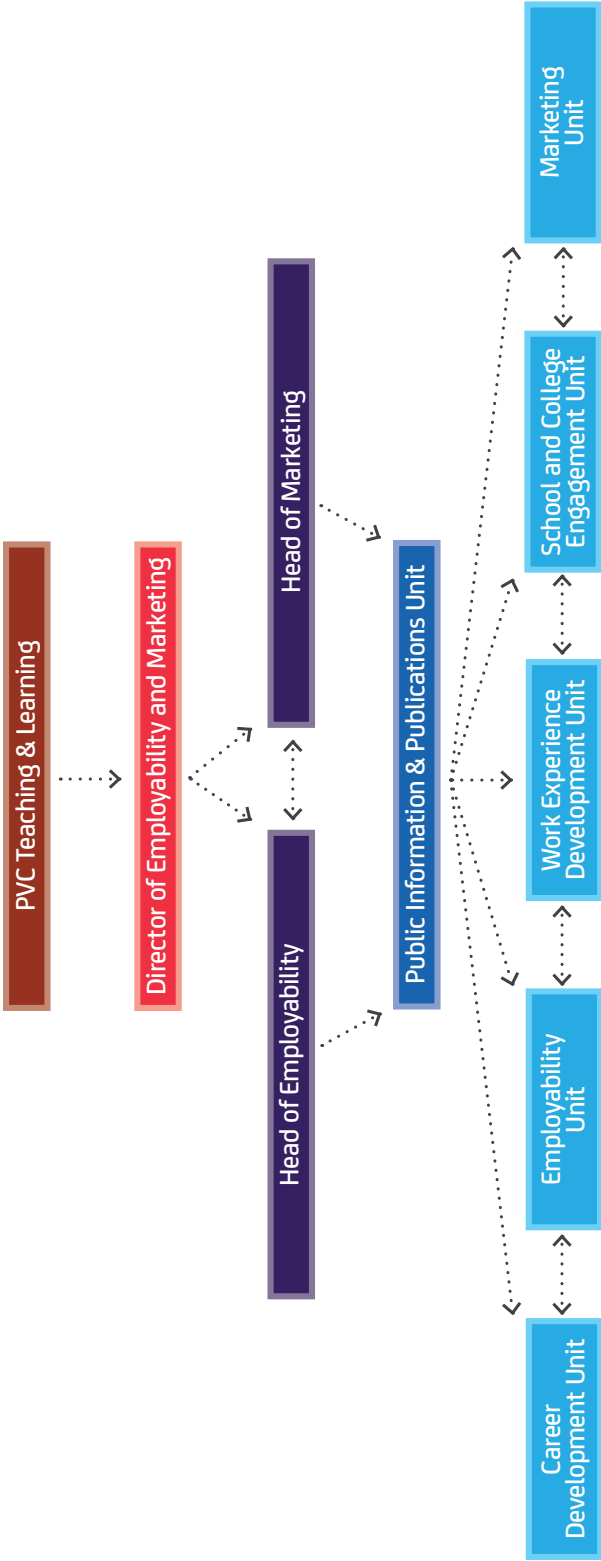 PVC Teaching & Learning
Director of Employability and Marketing
Head of Employability
Head of Marketing
Public Information & Publications Unit
Career
Development Unit
Employability
Unit
Work Experience
Development Unit
School and College
Engagement Unit
Marketing
Unit